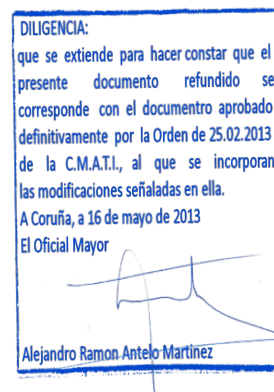 DILIGENCIA:
que se extiende para hacer constar que el
presente documento refundido se
corresponde con el documentro aprobado
definitivamente por la Orden de 25.02.2013
de la C.M.A.T.I., al que se incorporan
las modificaciones señaladas en ella.
A Coruña, a 16 de mayo de 2013
El Oficial Mayor
Alejandro Ramon Antelo Martinez